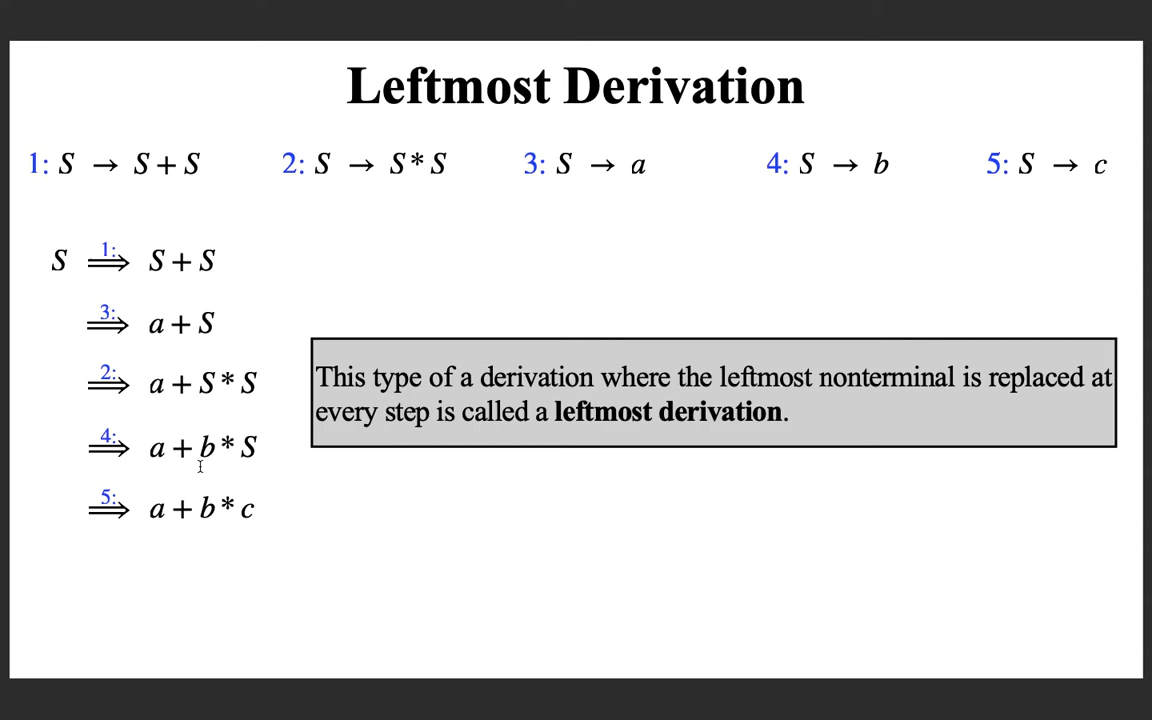 Leftmost Derivation
1: S → S + S 2: S → S * S 3: S → a 4: S → b 5: S → c
S ⟹ 1: S + S
⟹ 3: a + S
⟹ 2: a + S * S
This type of a derivation where the leftmost nonterminal is replaced at
every step is called a leftmost derivation.
⟹ 4: a + b * S
⟹ 5: a + b * c